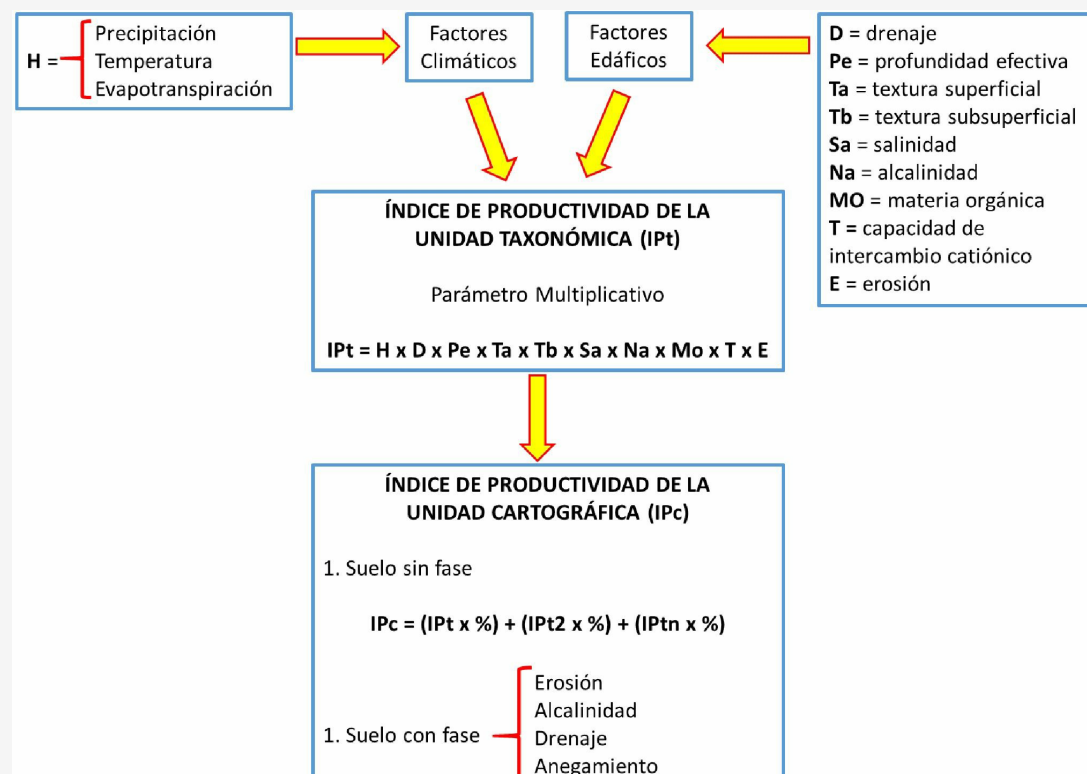 H =
Precipitación
Temperatura
Evapotranspiración
Factores
Climáticos
Factores
Edáficos
D = drenaje
Pe = profundidad efectiva
Ta = textura superficial
Tb = textura subsuperficial
Sa = salinidad
Na = alcalinidad
MO = materia orgánica
T = capacidad de
intercambio catiónico
E = erosión
ÍNDICE DE PRODUCTIVIDAD DE LA
UNIDAD TAXONÓMICA (IPt)
Parámetro Multiplicativo
IPt = H x D x Pe x Ta x Tb x Sa x Na x Mo x T x E
ÍNDICE DE PRODUCTIVIDAD DE LA
UNIDAD CARTOGRÁFICA (IPc)
1. Suelo sin fase
IPc = (IPt x %) + (IPt2 x %) + (IPtn x %)
1. Suelo con fase
Erosión
Alcalinidad
Drenaje
Anegamiento